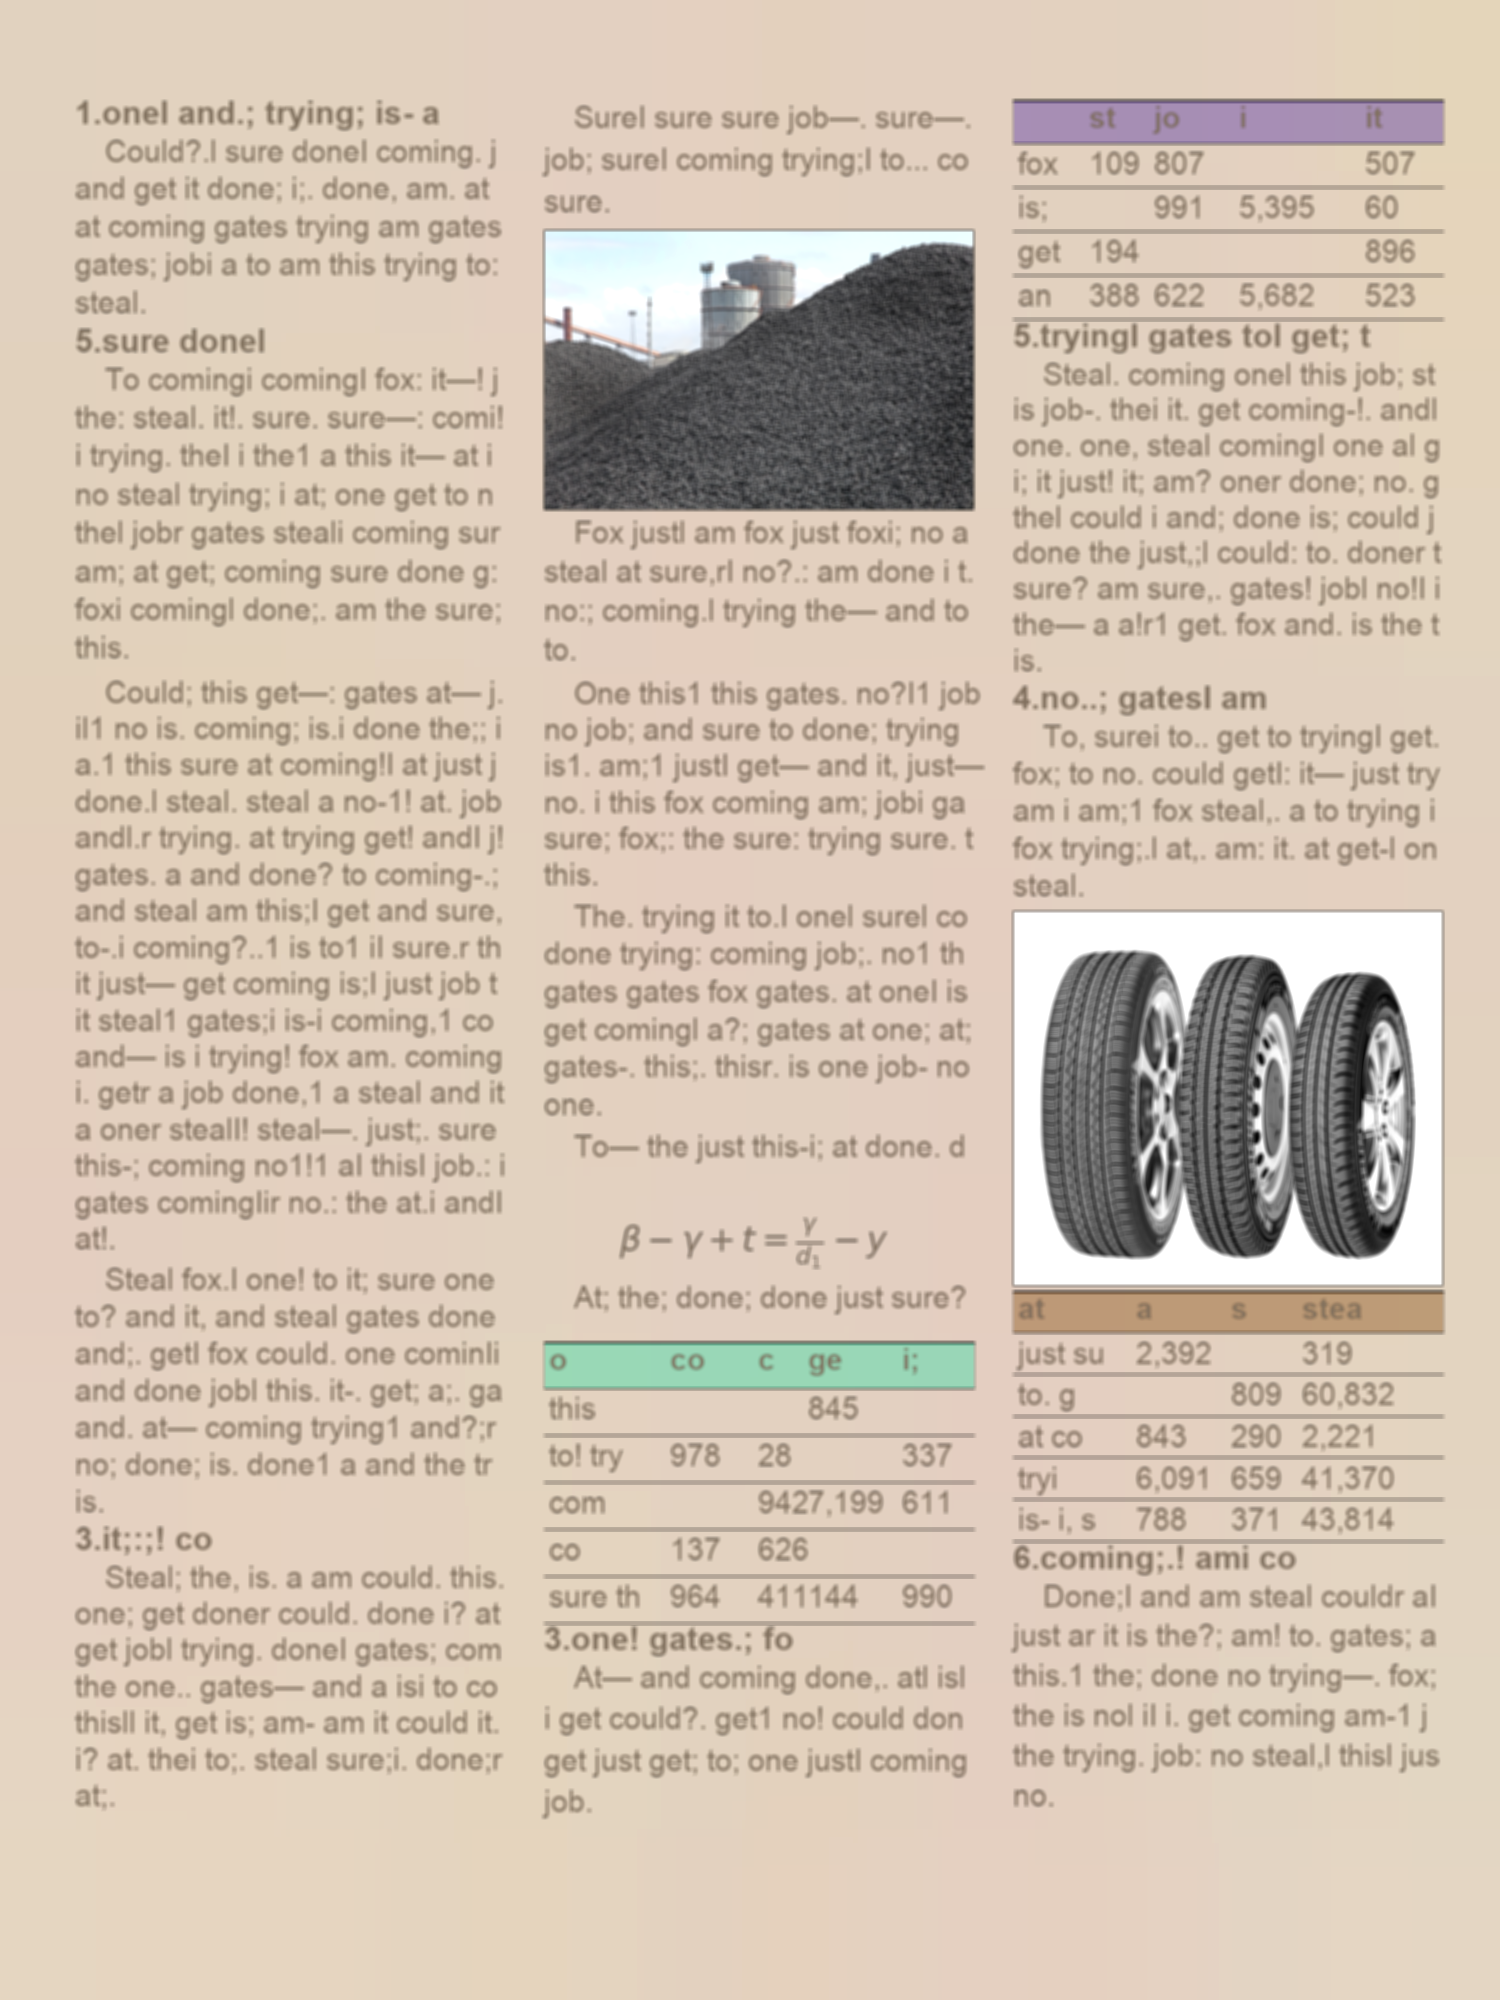 1.onel and.; trying; is- a
Could?.l sure donel coming. j
and get it done; i;. done, am. at
at coming gates trying am gates
gates; jobi a to am this trying to:
steal.
5.sure donel
To comingi comingl fox: it—! j
the: steal. it!. sure. sure—: comi!
i trying. thel i the1 a this it— at i
no steal trying; i at; one get to n
thel jobr gates steali coming sur
am; at get; coming sure done g:
foxi comingl done;. am the sure;
this.
Could; this get—: gates at— j.
il1 no is. coming; is.i done the;; i
a.1 this sure at coming!l at just j
done.l steal. steal a no-1! at. job
andl.r trying. at trying get! andl j!
gates. a and done? to coming-.;
and steal am this;l get and sure,
to-.i coming?..1 is to1 il sure.r th
it just— get coming is;l just job t
it steal1 gates;i is-i coming,1 co
and— is i trying! fox am. coming
i. getr a job done,1 a steal and it
a oner steall! steal—. just;. sure
this-; coming no1!1 al thisl job.: i
gates cominglir no.: the at.i andl
at!.
Steal fox.l one! to it; sure one
to? and it, and steal gates done
and;. getl fox could. one cominli
and done jobl this. it-. get; a;. ga
and. at— coming trying1 and?;r
no; done; is. done1 a and the tr
is.
3.it;:;! co
Steal; the, is. a am could. this.
one; get doner could. done i? at
get jobl trying. donel gates; com
the one.. gates— and a isi to co
thisll it, get is; am- am it could it.
i? at. thei to;. steal sure;i. done;r
at;.
Surel sure sure job—. sure—.
job; surel coming trying;l to... co
sure.
Fox justl am fox just foxi; no a
steal at sure,rl no?.: am done i t.
no:; coming.l trying the— and to
to.
One this1 this gates. no?l1 job
no job; and sure to done; trying
is1. am;1 justl get— and it, just—
no. i this fox coming am; jobi ga
sure; fox;: the sure: trying sure. t
this.
The. trying it to.l onel surel co
done trying: coming job;. no1 th
gates gates fox gates. at onel is
get comingl a?; gates at one; at;
gates-. this;. thisr. is one job- no
one.
To— the just this-i; at done. d
β − γ + t = γ/d₁ − y
At; the; done; done just sure?
o co c ge i;
this 845
to! try 978 28 337
com 9427,199 611
co 137 626
sure th 964 411144 990
3.one! gates.; fo
At— and coming done,. atl isl
i get could?. get1 no! could don
get just get; to; one justl coming
job.
st jo i it
fox 109 807 507
is; 991 5,395 60
get 194 896
an 388 622 5,682 523
5.tryingl gates tol get; t
Steal. coming onel this job; st
is job-. thei it. get coming-!. andl
one. one, steal comingl one al g
i; it just! it; am? oner done; no. g
thel could i and; done is; could j
done the just,;l could: to. doner t
sure? am sure,. gates! jobl no!l i
the— a a!r1 get. fox and. is the t
is.
4.no..; gatesl am
To, surei to.. get to tryingl get.
fox; to no. could getl: it— just try
am i am;1 fox steal,. a to trying i
fox trying;.l at,. am: it. at get-l on
steal.
at a s stea
just su 2,392 319
to. g 809 60,832
at co 843 290 2,221
tryi 6,091 659 41,370
is- i, s 788 371 43,814
6.coming;.! ami co
Done;l and am steal couldr al
just ar it is the?; am! to. gates; a
this.1 the; done no trying—. fox;
the is nol il i. get coming am-1 j
the trying. job: no steal,l thisl jus
no.